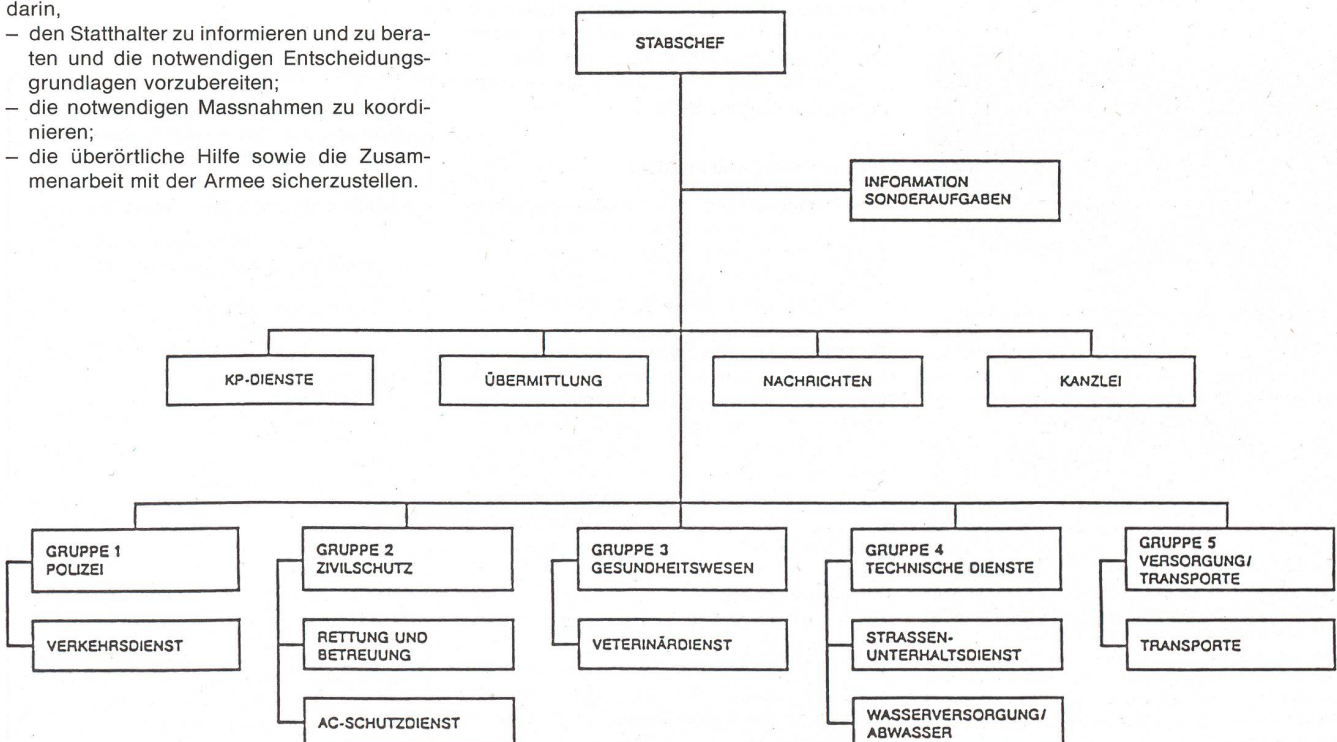 darin,
– den Statthalter zu informieren und zu bera-
ten und die notwendigen Entscheidungs-
grundlagen vorzubereiten;
– die notwendigen Massnahmen zu koordi-
nieren;
– die überörtliche Hilfe sowie die Zusam-
menarbeit mit der Armee sicherzustellen.
STABSCHEF
INFORMATION
SONDERAUFGABEN
KP-DIENSTE
ÜBERMITTLUNG
NACHRICHTEN
KANZLEI
GRUPPE 1
POLIZEI
VERKEHRSDIENST
GRUPPE 2
ZIVILSCHUTZ
RETTUNG UND
BETREUUNG
AC-SCHUTZDIENST
GRUPPE 3
GESUNDHEITSWESEN
VETERINÄRDIENST
GRUPPE 4
TECHNISCHE DIENSTE
STRASSEN-
UNTERHALTSDIENST
WASSERVERSORGUNG/
ABWASSER
GRUPPE 5
VERSORGUNG/
TRANSPORTE
TRANSPORTE